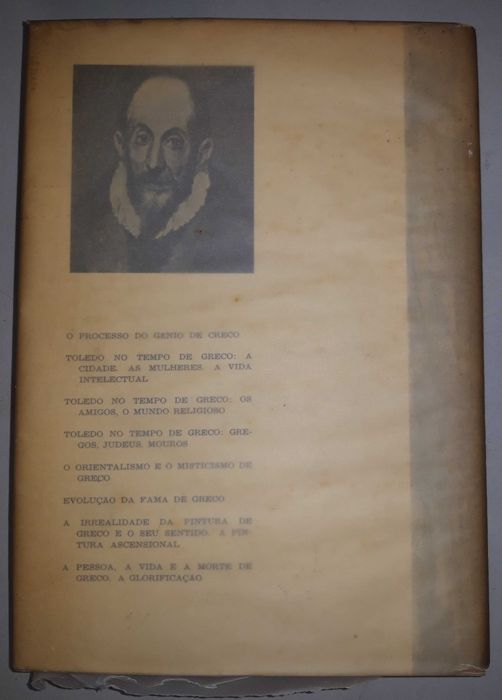 O PROCESSO DO GENIO DE GRECO
TOLEDO NO TEMPO DE GRECO: A
CIDADE. AS MULHERES. A VIDA
INTELECTUAL
TOLEDO NO TEMPO DE GRECO: OS
AMIGOS, O MUNDO RELIGIOSO
TOLEDO NO TEMPO DE GRECO: GRE-
GOS, JUDEUS, MOUROS
O ORIENTALISMO E O MISTICISMO DE
GRECO
EVOLUÇÃO DA FAMA DE GRECO
A IRREALIDADE DA PINTURA DE
GRECO E O SEU SENTIDO. A PIN-
TURA ASCENSIONAL
A PESSOA, A VIDA E A MORTE DE
GRECO. A GLORIFICAÇÃO